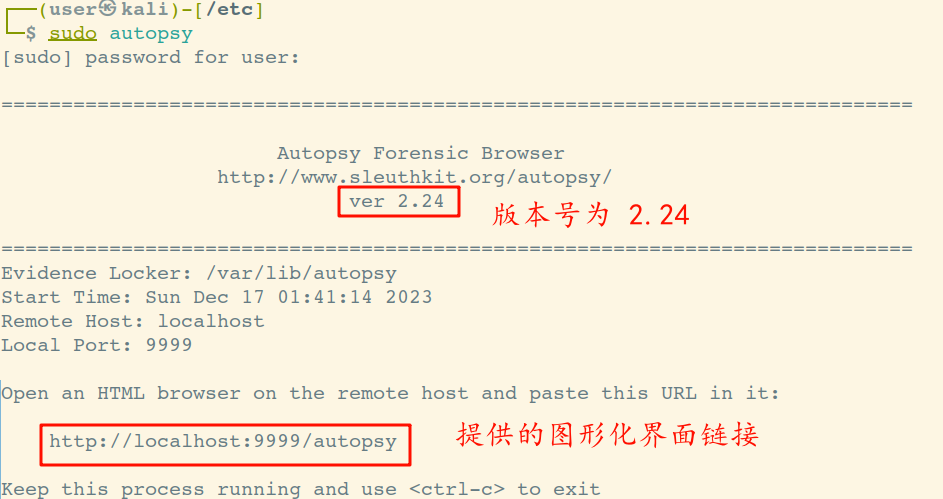 ┌──(user㉿kali)-[/etc]
└─$ sudo autopsy
[sudo] password for user:
============================================================================
Autopsy Forensic Browser
http://www.sleuthkit.org/autopsy/
ver 2.24
版本号为 2.24
============================================================================
Evidence Locker: /var/lib/autopsy
Start Time: Sun Dec 17 01:41:14 2023
Remote Host: localhost
Local Port: 9999
Open an HTML browser on the remote host and paste this URL in it:
http://localhost:9999/autopsy
提供的图形化界面链接
Keep this process running and use <ctrl-c> to exit